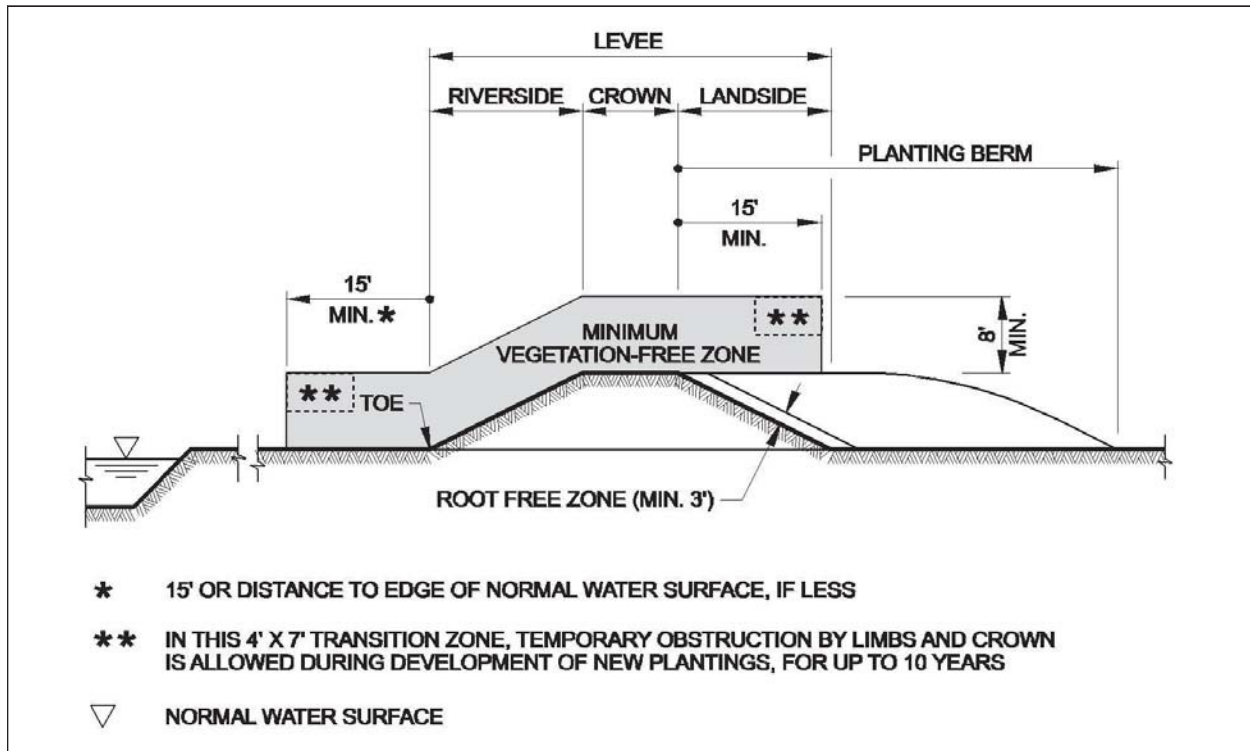 LEVEE
RIVERSIDE
CROWN
LANDSIDE
PLANTING BERM
15'
MIN.
15'
MIN. *
**
8'
MIN.
MINIMUM
VEGETATION-FREE ZONE
**
TOE
ROOT FREE ZONE (MIN. 3')
* 15' OR DISTANCE TO EDGE OF NORMAL WATER SURFACE, IF LESS
** IN THIS 4' X 7' TRANSITION ZONE, TEMPORARY OBSTRUCTION BY LIMBS AND CROWN
IS ALLOWED DURING DEVELOPMENT OF NEW PLANTINGS, FOR UP TO 10 YEARS
▽ NORMAL WATER SURFACE